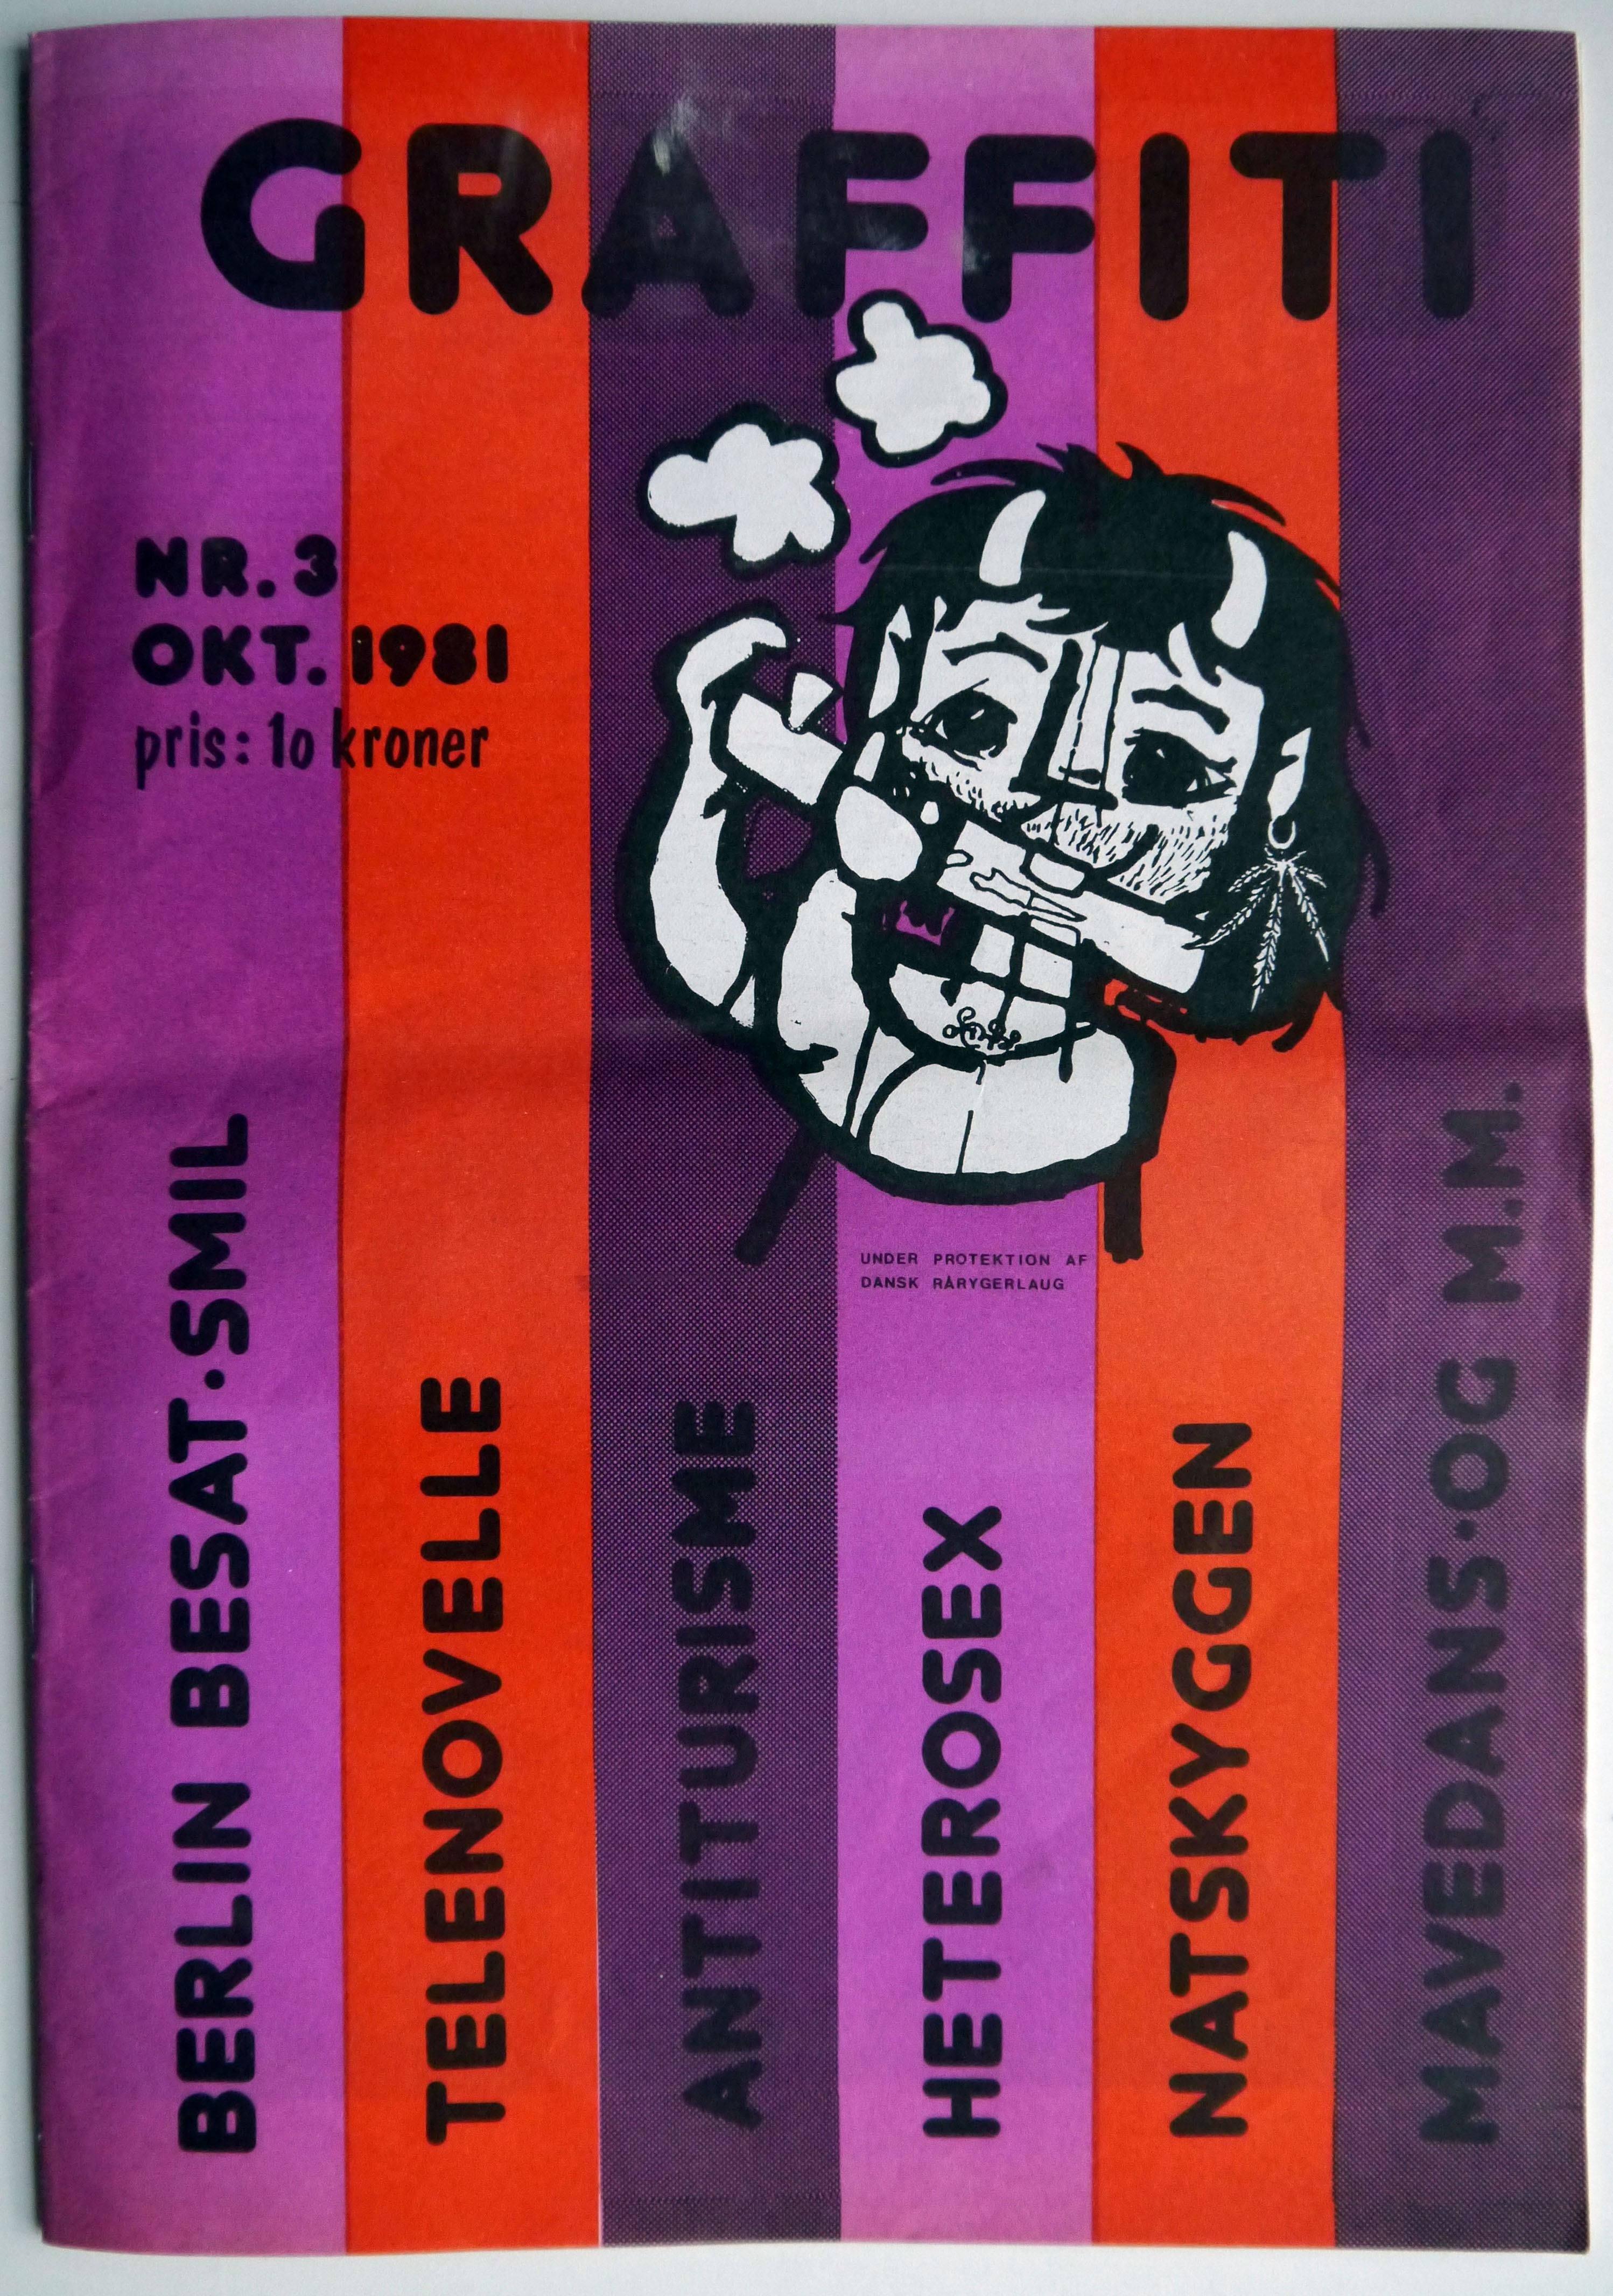 GRAFFITI
NR. 3
OKT. 1981
pris: 10 kroner
UNDER PROTEKTION AF
DANSK RÅRYGERLAUG
BERLIN BESAT·SMIL
TELENOVELLE
ANTITURISME
HETEROSEX
NATSKYGGEN
MAVEDANS·OG M.M.